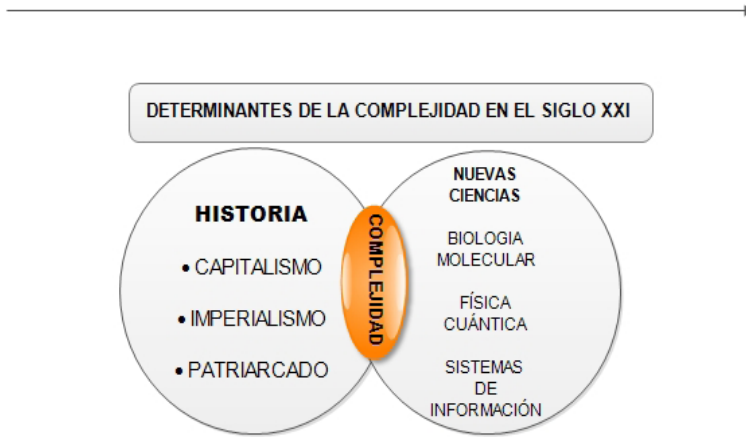 DETERMINANTES DE LA COMPLEJIDAD EN EL SIGLO XXI
HISTORIA
• CAPITALISMO
• IMPERIALISMO
• PATRIARCADO
COMPLEJIDAD
NUEVAS
CIENCIAS
BIOLOGIA
MOLECULAR
FÍSICA
CUÁNTICA
SISTEMAS
DE
INFORMACIÓN